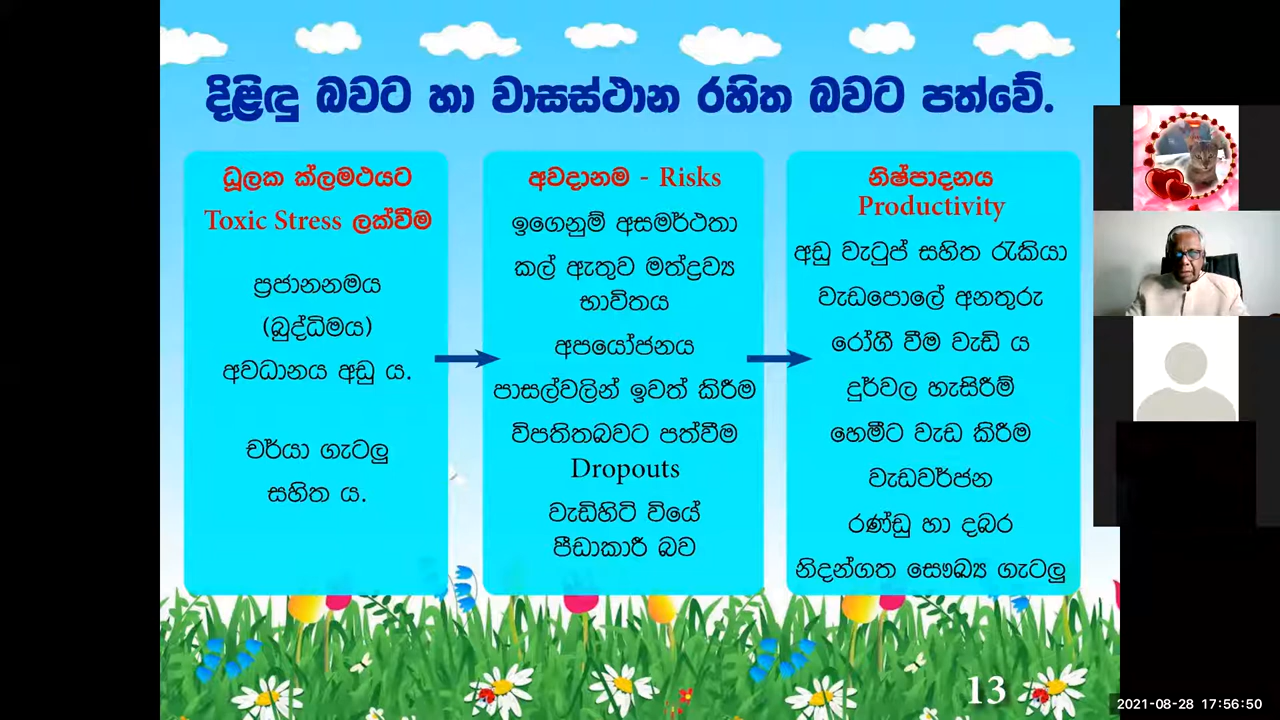 දිළිඳු බවට හා වාසස්ථාන රහිත බවට පත්වේ.
ධූලක ක්ලමථයට
Toxic Stress ලක්වීම
ප්‍රජානනමය
(බුද්ධිමය)
අවධානය අඩු ය.
චර්යා ගැටලු
සහිත ය.
අවදානම - Risks
ඉගෙනුම් අසමර්ථතා
කල් ඇතුව මත්ද්‍රව්‍ය
භාවිතය
අපයෝජනය
පාසල්වලින් ඉවත් කිරීම
විපතිතබවට පත්වීම
Dropouts
වැඩිහිටි වියේ
පීඩාකාරී බව
නිෂ්පාදනය
Productivity
අඩු වැටුප් සහිත රැකියා
වැඩපොලේ අනතුරු
රෝගී වීම වැඩි ය
දුර්වල හැසිරීම්
හෙමීට වැඩ කිරීම
වැඩවර්ජන
රණ්ඩු හා දබර
නිදන්ගත සෞඛ්‍ය ගැටලු
13
2021-08-28 17:56:50